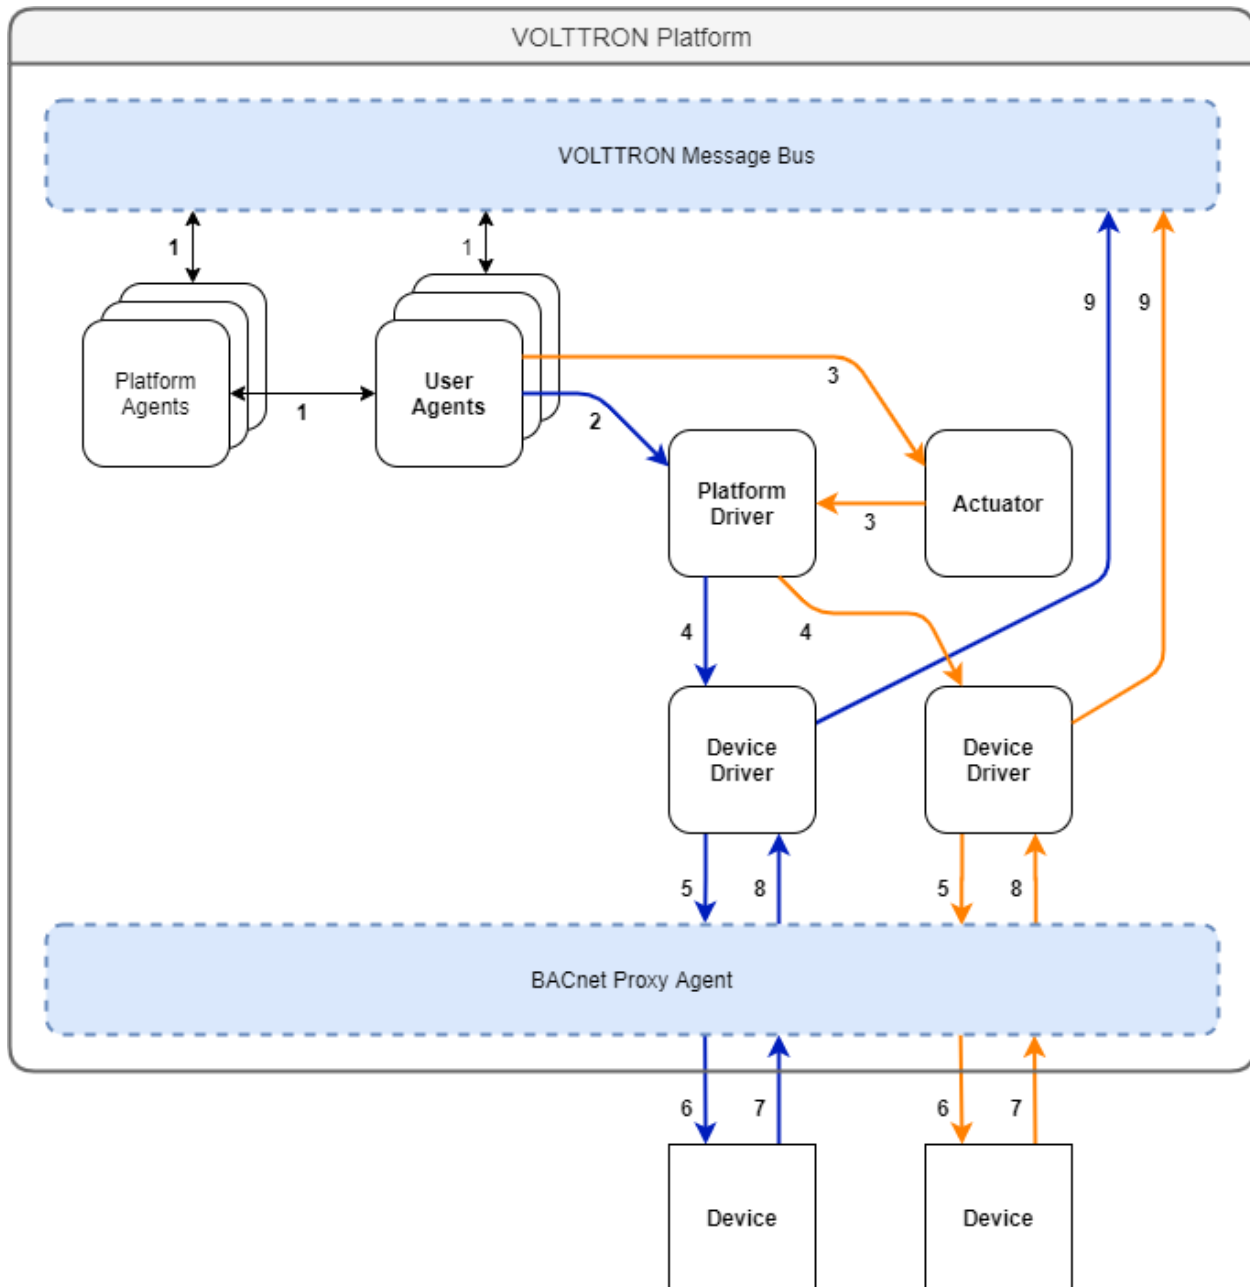 VOLTTRON Platform
VOLTTRON Message Bus
1
1
9
9
Platform
Agents
1
User
Agents
2
3
Platform
Driver
3
Actuator
4
4
Device
Driver
Device
Driver
5
8
5
8
BACnet Proxy Agent
6
7
6
7
Device
Device